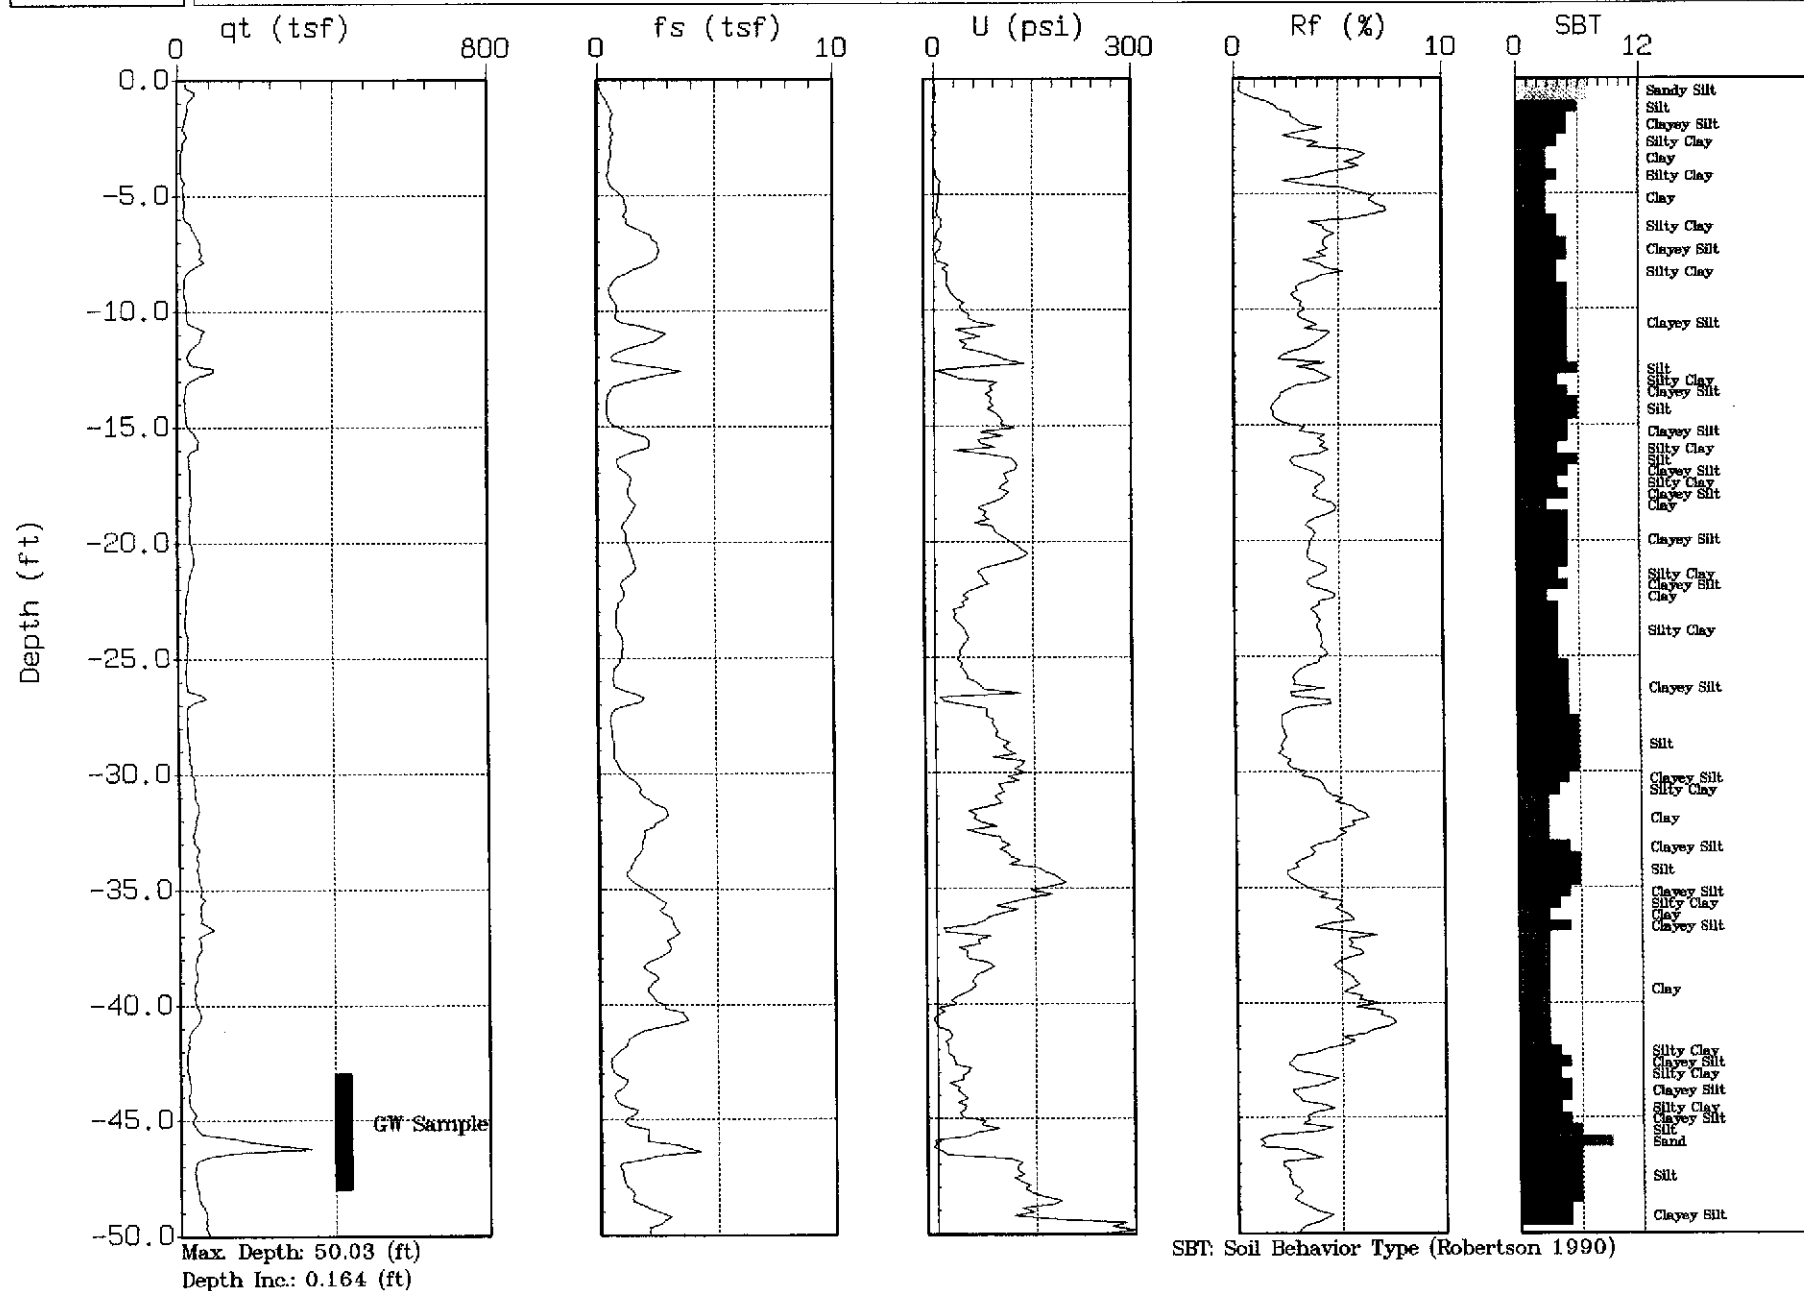 qt (tsf)
0 800
fs (tsf)
0 10
U (psi)
0 300
Rf (%)
0 10
SBT
0 12
Depth (ft)
0.0
-5.0
-10.0
-15.0
-20.0
-25.0
-30.0
-35.0
-40.0
-45.0
-50.0
GW Sample
Sandy Silt
Silt
Clayey Silt
Silty Clay
Clay
Silty Clay
Clay
Silty Clay
Clayey Silt
Silty Clay
Clayey Silt
Silt
Silty Clay
Clayey Silt
Silt
Clayey Silt
Silty Clay
Silt
Clayey Silt
Silty Clay
Clayey Silt
Clay
Clayey Silt
Silty Clay
Clayey Silt
Clay
Silty Clay
Clayey Silt
Silt
Clayey Silt
Silty Clay
Clay
Clayey Silt
Silt
Clayey Silt
Silty Clay
Clay
Clayey Silt
Clay
Silty Clay
Clayey Silt
Silty Clay
Clayey Silt
Silty Clay
Clayey Silt
Silt
Sand
Silt
Clayey Silt
Max. Depth: 50.03 (ft)
Depth Inc.: 0.164 (ft)
SBT: Soil Behavior Type (Robertson 1990)